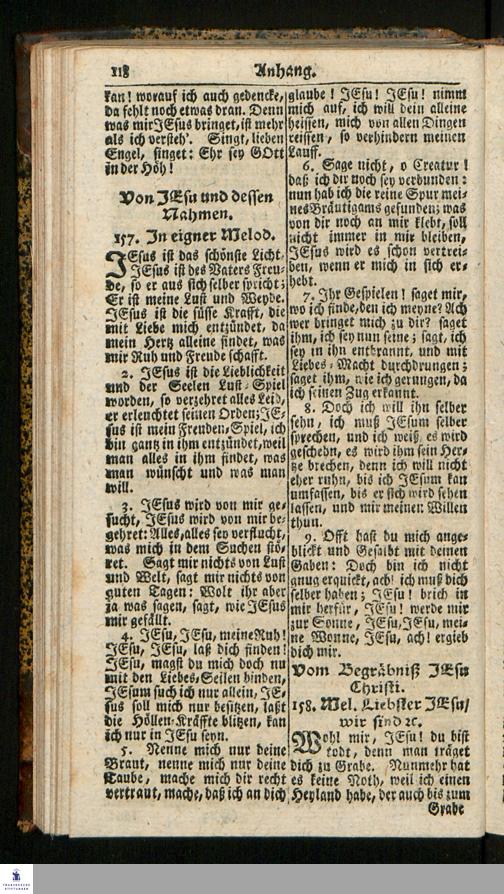 118
Anhang.
kan! worauf ich auch gedencke,
da fehlt noch etwas dran. Denn
was mir JEsus bringet, ist mehr
als ich versteh'. Singt, lieben
Engel, singet: Ehr sey GOtt
in der Höh!
Von JEsu und dessen
Nahmen.
157. In eigner Melod.
JEsus ist das schönste Licht,
JEsus ist des Vaters Freu-
de, so er aus sich selber spricht;
Er ist meine Lust und Weyde.
JEsus ist die süsse Krafft, die
mit Liebe mich entzündet, da
mein Hertz alleine findet, was
mir Ruh und Freude schafft.
2. JEsus ist die Lieblichkeit
und der Seelen Lust-Spiel
worden, so verzehret alles Leid,
er erleuchtet seinen Orden; JE-
sus ist mein Freuden-Spiel, ich
bin gantz in ihm entzündet, weil
man alles in ihm findet, was
man wünscht und was man
will.
3. JEsus wird von mir ge-
sucht, JEsus wird von mir be-
gehret: Alles, alles sey verflucht,
was mich in dem Suchen stö-
ret. Sagt mir nichts von Lust
und Welt, sagt mir nichts von
guten Tagen: Wolt ihr aber
ja was sagen, sagt, wie JEsus
mir gefällt.
4. JEsu, JEsu, meine Ruh!
JEsu, JEsu, laß dich finden!
JEsu, magst du mich doch nu
mit den Liebes-Seilen binden,
JEsum such ich nur allein, JE-
sus soll mich nur besitzen, laßt
die Höllen-Kräffte blitzen, kan
ich nur in JEsu seyn.
5. Nenne mich nur deine
Braut, nenne mich nur deine
Taube, mache mich dir recht
vertraut, mache, daß ich an dich
glaube! JEsu! JEsu! nimm
mich auf, ich will dein alleine
heissen, mich von allen Dingen
reissen, so verhindern meinen
Lauff.
6. Sage nicht, o Creatur!
daß ich dir noch sey verbunden:
nun hab ich die reine Spur mei-
nes Bräutigams gefunden; was
von dir noch an mir klebt, soll
nicht immer in mir bleiben,
JEsus wird es schon vertrei-
ben, wenn er mich in sich er-
hebt.
7. Ihr Gespielen! saget mir,
wo ich finde, den ich meyne? Ach
wer bringet mich zu dir? saget
ihm, ich sey nun seine; sagt, ich
sey in ihn entbrannt, und mit
Liebes-Macht durchdrungen;
saget ihm, wie ich gerungen, da
ich seinen Zug erkannt.
8. Doch ich will ihn selber
sehn, ich muß JEsum selber
sprechen, und ich weiß, es wird
geschehn, es wird ihm sein Her-
tze brechen, denn ich will nicht
eher ruhn, bis ich JEsum kan
umfassen, bis er sich wird sehen
lassen, und mir meinen Willen
thun.
9. Offt hast du mich ange-
blickt und Gelabt mit deinen
Gaben: Doch bin ich nicht
gnug erquickt, ach! ich muß dich
selber haben; JEsu! brich in
mir herfür, JEsu! werde mir
zur Sonne, JEsu, JEsu, mei-
ne Wonne, JEsu, ach! ergieb
dich mir.
Vom Begräbniß JEsu
Christi.
158. Mel. Liebster JEsu/
wir sind ec.
Wohl mir, JEsu! du bist
todt, denn man träget
dich zu Grabe. Nunmehr hat
es keine Noth, weil ich einen
Heyland habe, der auch bis zum
Grabe